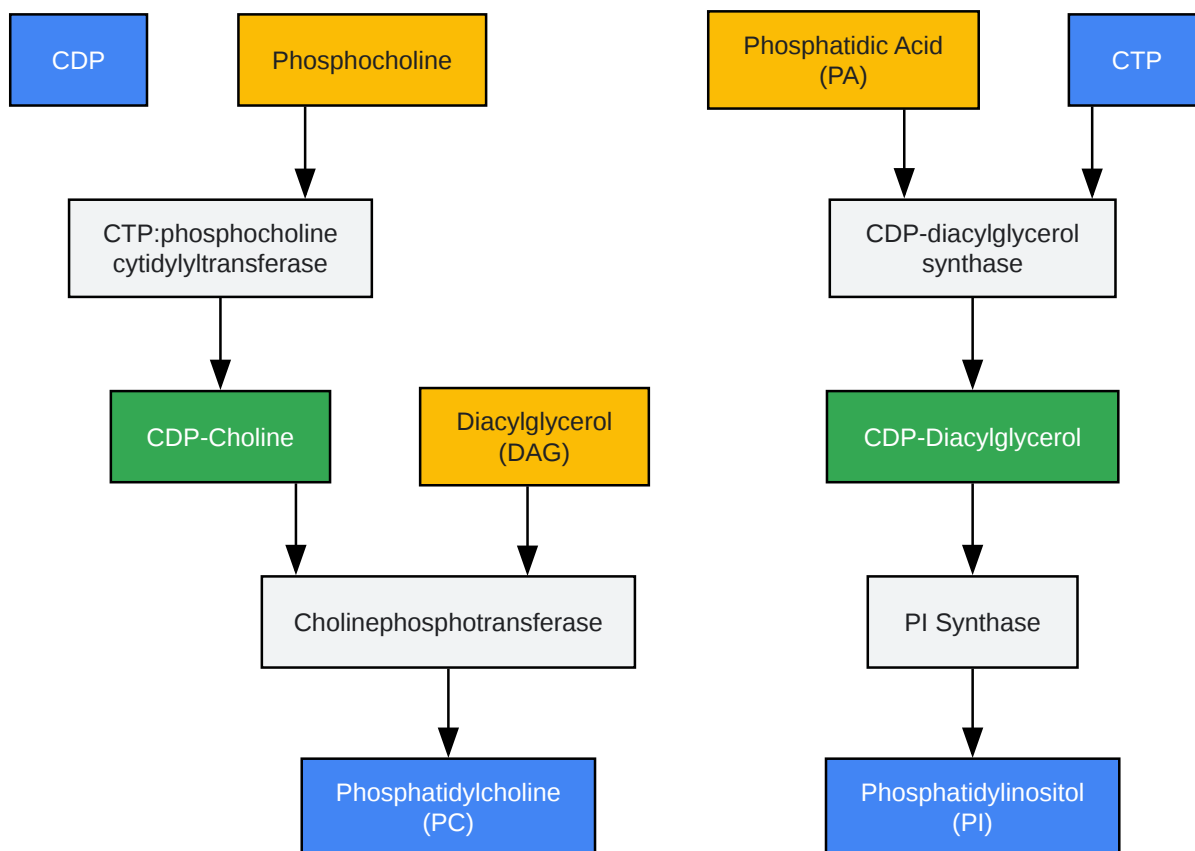 CDP
Phosphocholine
Phosphatidic Acid
(PA)
CTP
CTP:phosphocholine
cytidylyltransferase
CDP-diacylglycerol
synthase
CDP-Choline
Diacylglycerol
(DAG)
CDP-Diacylglycerol
Cholinephosphotransferase
PI Synthase
Phosphatidylcholine
(PC)
Phosphatidylinositol
(PI)